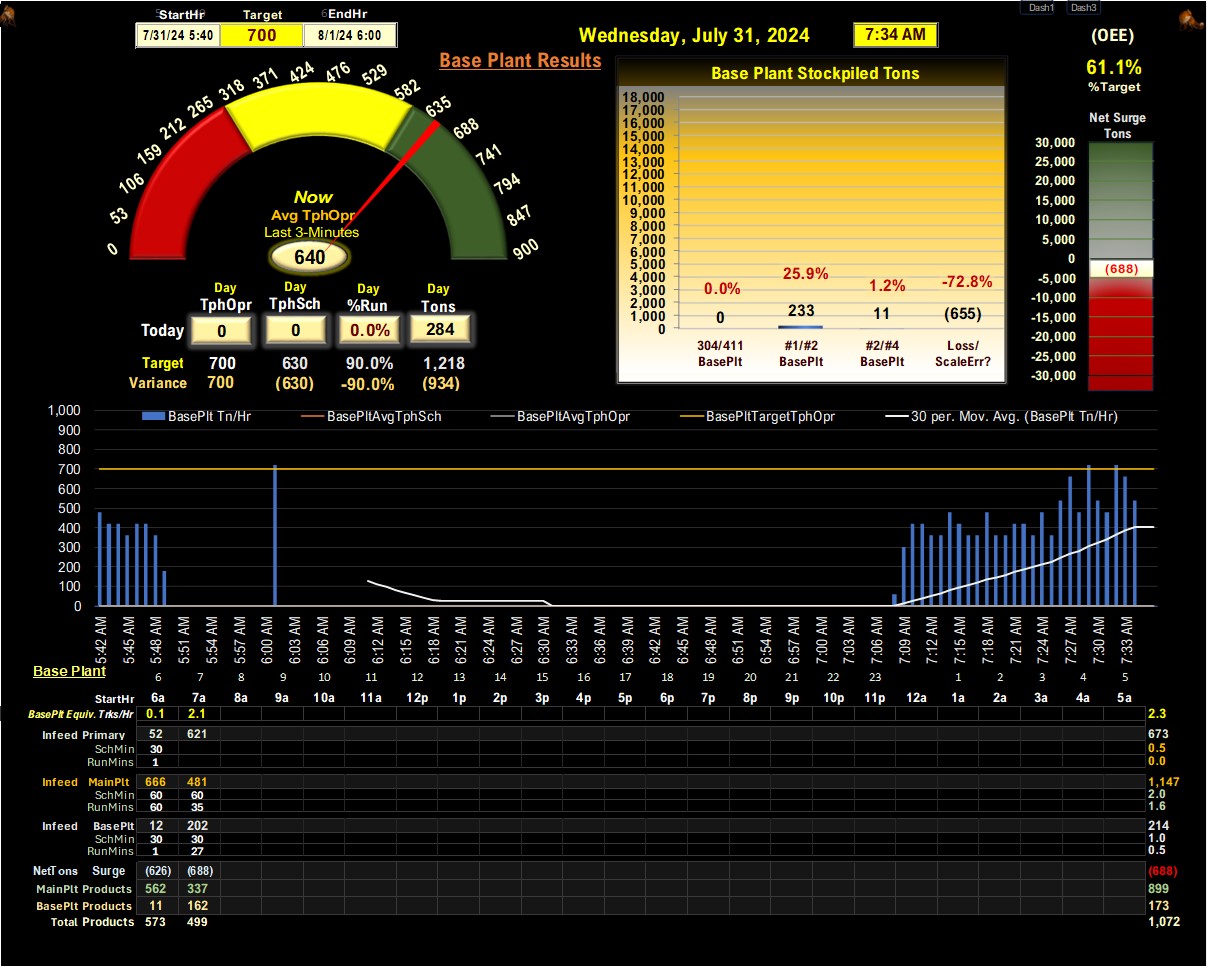 StartHr Target EndHr
7/31/24 5:40 700 8/1/24 6:00
Dash1 Dash3
Wednesday, July 31, 2024 7:34 AM
(OEE)
61.1%
%Target
Base Plant Results
0 53 106 159 212 265 318 371 424 476 529 582 635 688 741 794 847 900
Now
Avg TphOpr
Last 3-Minutes
640
Day Day Day Day
TphOpr TphSch %Run Tons
Today 0 0 0.0% 284
Target 700 630 90.0% 1,218
Variance 700 (630) -90.0% (934)
Base Plant Stockpiled Tons
18,000
17,000
16,000
15,000
14,000
13,000
12,000
11,000
10,000
9,000
8,000
7,000
6,000
5,000
4,000
3,000
2,000
1,000
0
0.0% 25.9% 1.2% -72.8%
0 233 11 (655)
304/411 #1/#2 #2/#4 Loss/
BasePlt BasePlt BasePlt ScaleErr?
Net Surge
Tons
30,000
25,000
20,000
15,000
10,000
5,000
0
-5,000
-10,000
-15,000
-20,000
-25,000
-30,000
(688)
BasePlt Tn/Hr BasePltAvgTphSch BasePltAvgTphOpr BasePltTargetTphOpr 30 per. Mov. Avg. (BasePlt Tn/Hr)
1,000
900
800
700
600
500
400
300
200
100
0
5:42 AM 5:45 AM 5:48 AM 5:51 AM 5:54 AM 5:57 AM 6:00 AM 6:03 AM 6:06 AM 6:09 AM 6:12 AM 6:15 AM 6:18 AM 6:21 AM 6:24 AM 6:27 AM 6:30 AM 6:33 AM 6:36 AM 6:39 AM 6:42 AM 6:45 AM 6:48 AM 6:51 AM 6:54 AM 6:57 AM 7:00 AM 7:03 AM 7:06 AM 7:09 AM 7:12 AM 7:15 AM 7:18 AM 7:21 AM 7:24 AM 7:27 AM 7:30 AM 7:33 AM
Base Plant
6 7 8 9 10 11 12 13 14 15 16 17 18 19 20 21 22 23 1 2 3 4 5
StartHr 6a 7a 8a 9a 10a 11a 12p 1p 2p 3p 4p 5p 6p 7p 8p 9p 10p 11p 12a 1a 2a 3a 4a 5a
BasePlt Equiv. Trks/Hr 0.1 2.1 2.3
Infeed Primary 52 621 673
SchMin 30 0.5
RunMins 1 0.0
Infeed MainPlt 666 481 1,147
SchMin 60 60 2.0
RunMins 60 35 1.6
Infeed BasePlt 12 202 214
SchMin 30 30 1.0
RunMins 1 27 0.5
NetTons Surge (626) (688) (688)
MainPlt Products 562 337 899
BasePlt Products 11 162 173
Total Products 573 499 1,072